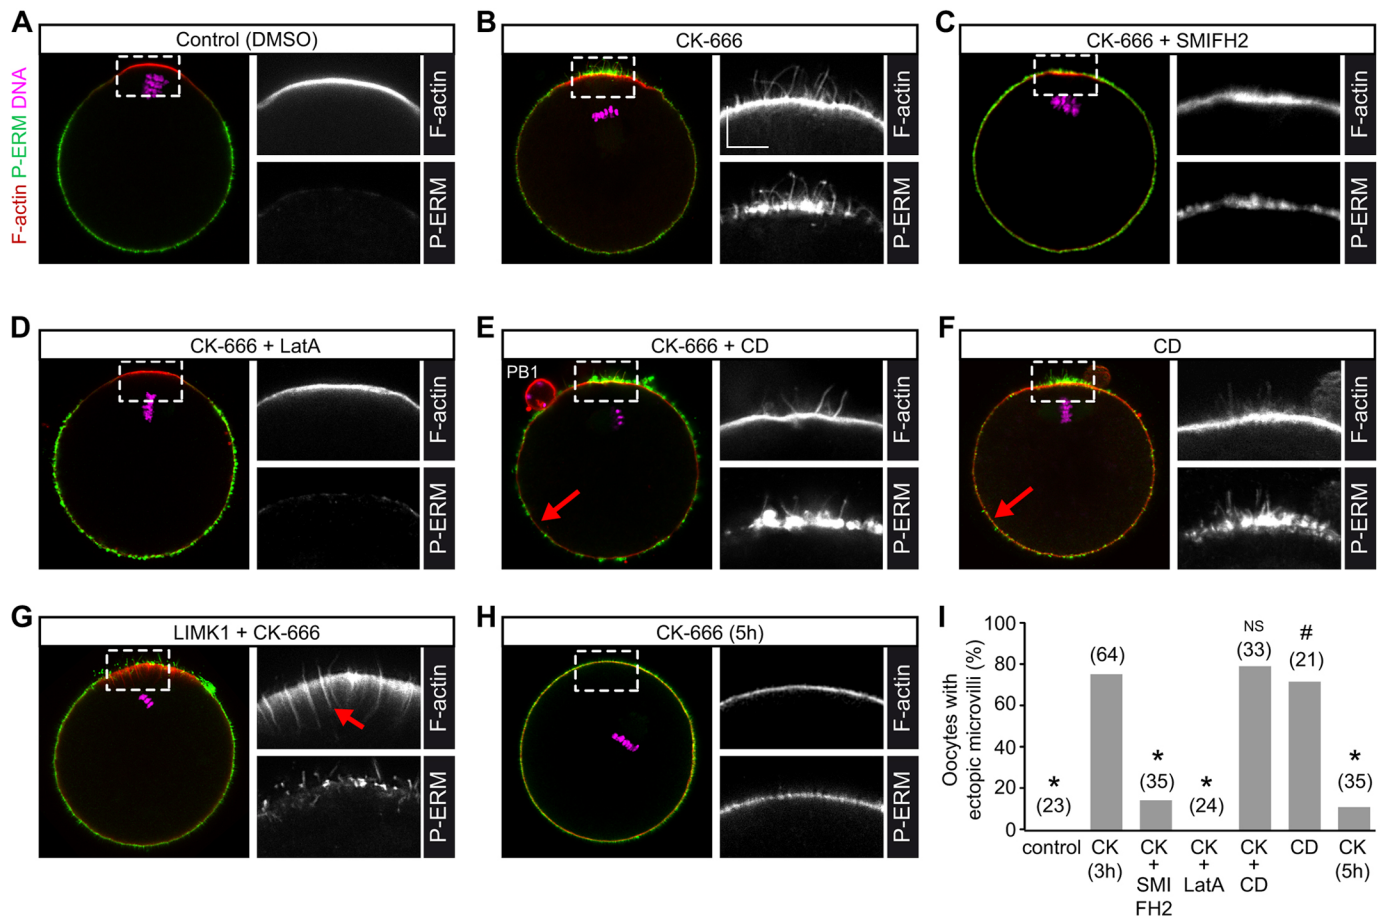 A
Control (DMSO)
F-actin P-ERM DNA
F-actin
P-ERM
B
CK-666
F-actin
P-ERM
C
CK-666 + SMIFH2
F-actin
P-ERM
D
CK-666 + LatA
F-actin
P-ERM
E
CK-666 + CD
PB1
F-actin
P-ERM
F
CD
F-actin
P-ERM
G
LIMK1 + CK-666
F-actin
P-ERM
H
CK-666 (5h)
F-actin
P-ERM
I
Oocytes with
ectopic microvilli (%)
100
80
60
40
20
0
*
(23)
(64)
*
(35)
*
(24)
NS
(33)
#
(21)
*
(35)
control
CK
(3h)
CK
+
SMI
FH2
CK
+
LatA
CK
+
CD
CD
CK
(5h)